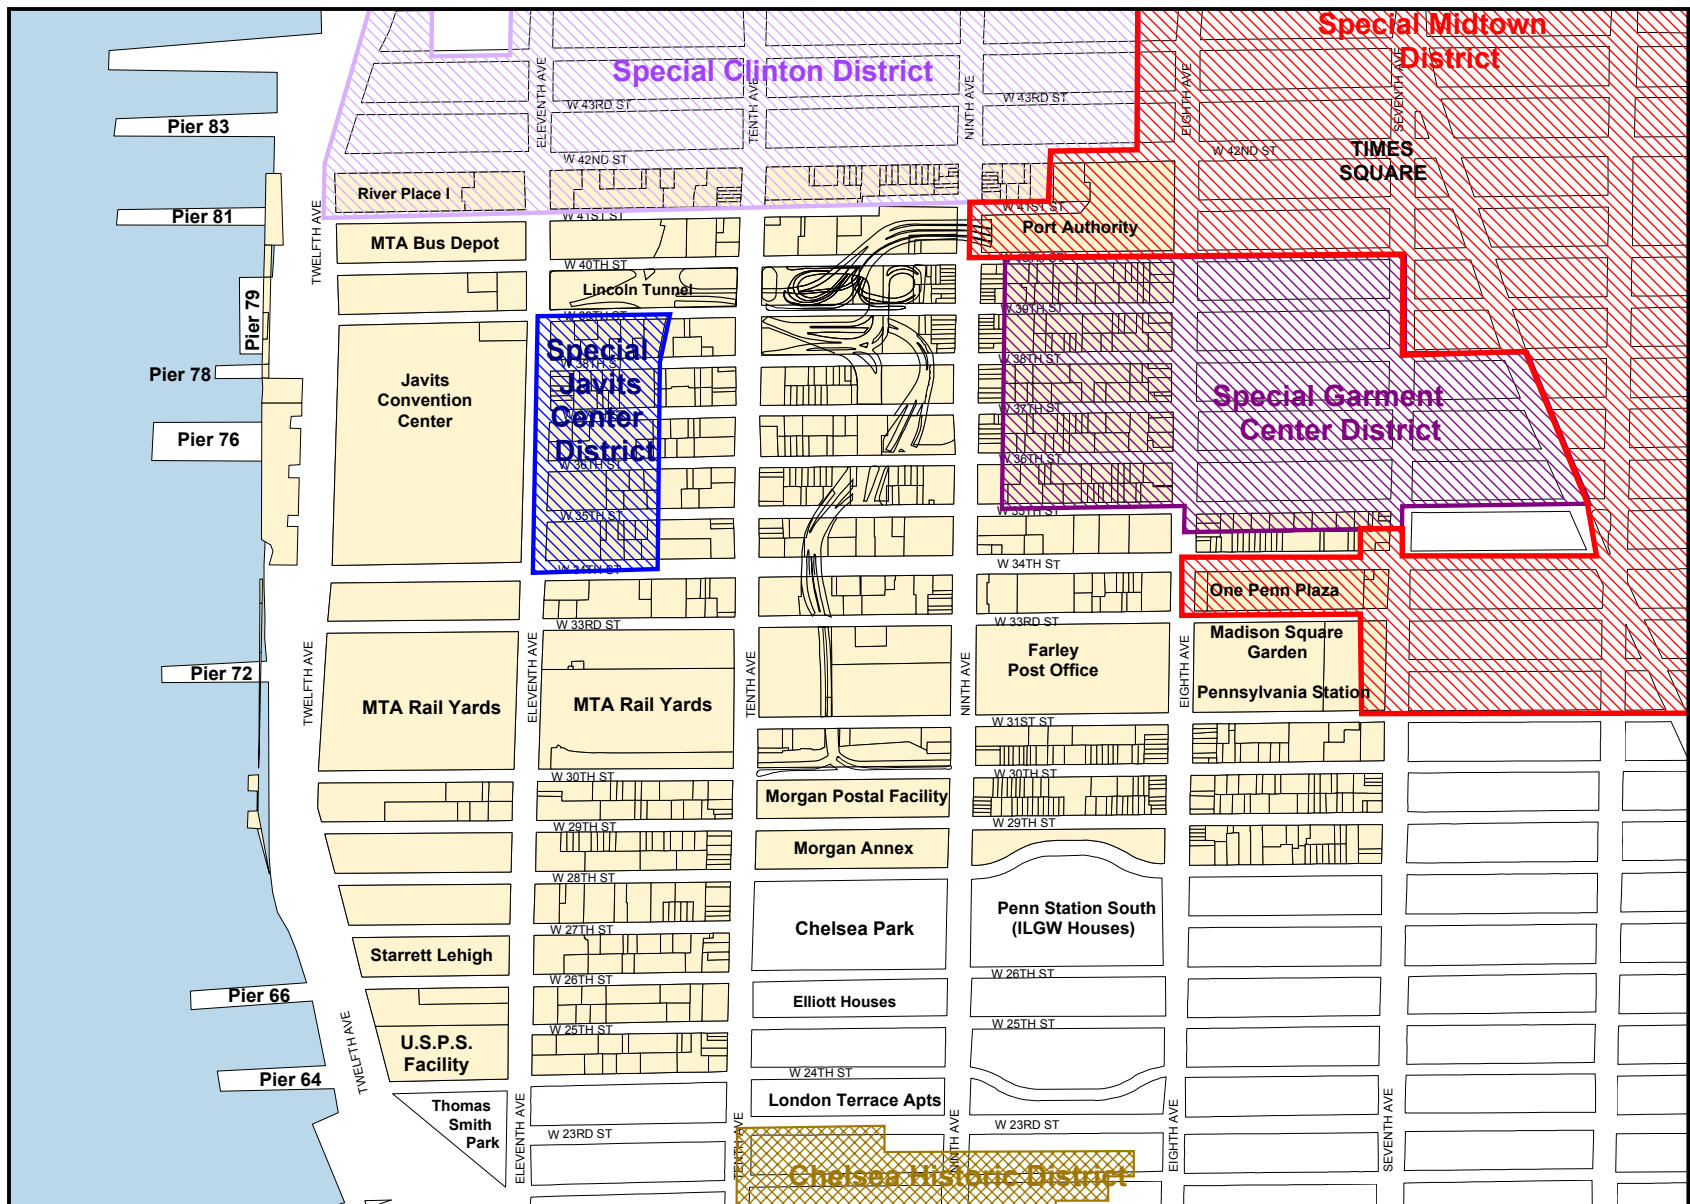 Special Midtown
District
Special Clinton District
ELEVENTH AVE
TENTH AVE
NINTH AVE
EIGHTH AVE
SEVENTH AVE
W 43RD ST
W 43RD ST
Pier 83
W 42ND ST
W 42ND ST
TIMES
SQUARE
River Place I
Pier 81
W 41ST ST
W 41ST ST
TWELFTH AVE
MTA Bus Depot
Port Authority
W 40TH ST
W 40TH ST
Lincoln Tunnel
Pier 79
W 39TH ST
W 39TH ST
Special
Javits
Center
District
W 38TH ST
W 38TH ST
Pier 78
Javits
Convention
Center
Special Garment
Center District
W 37TH ST
Pier 76
W 36TH ST
W 36TH ST
W 35TH ST
W 35TH ST
W 34TH ST
W 34TH ST
One Penn Plaza
W 33RD ST
W 33RD ST
Madison Square
Garden
Pennsylvania Station
Farley
Post Office
TWELFTH AVE
ELEVENTH AVE
TENTH AVE
NINTH AVE
EIGHTH AVE
Pier 72
MTA Rail Yards
MTA Rail Yards
W 31ST ST
W 30TH ST
W 30TH ST
Morgan Postal Facility
W 29TH ST
W 29TH ST
Morgan Annex
W 28TH ST
Chelsea Park
Penn Station South
(ILGW Houses)
W 27TH ST
Starrett Lehigh
W 26TH ST
W 26TH ST
Pier 66
Elliott Houses
W 25TH ST
W 25TH ST
TWELFTH AVE
U.S.P.S.
Facility
Pier 64
W 24TH ST
London Terrace Apts
Thomas
Smith
Park
ELEVENTH AVE
TENTH AVE
NINTH AVE
EIGHTH AVE
SEVENTH AVE
W 23RD ST
W 23RD ST
Chelsea Historic District